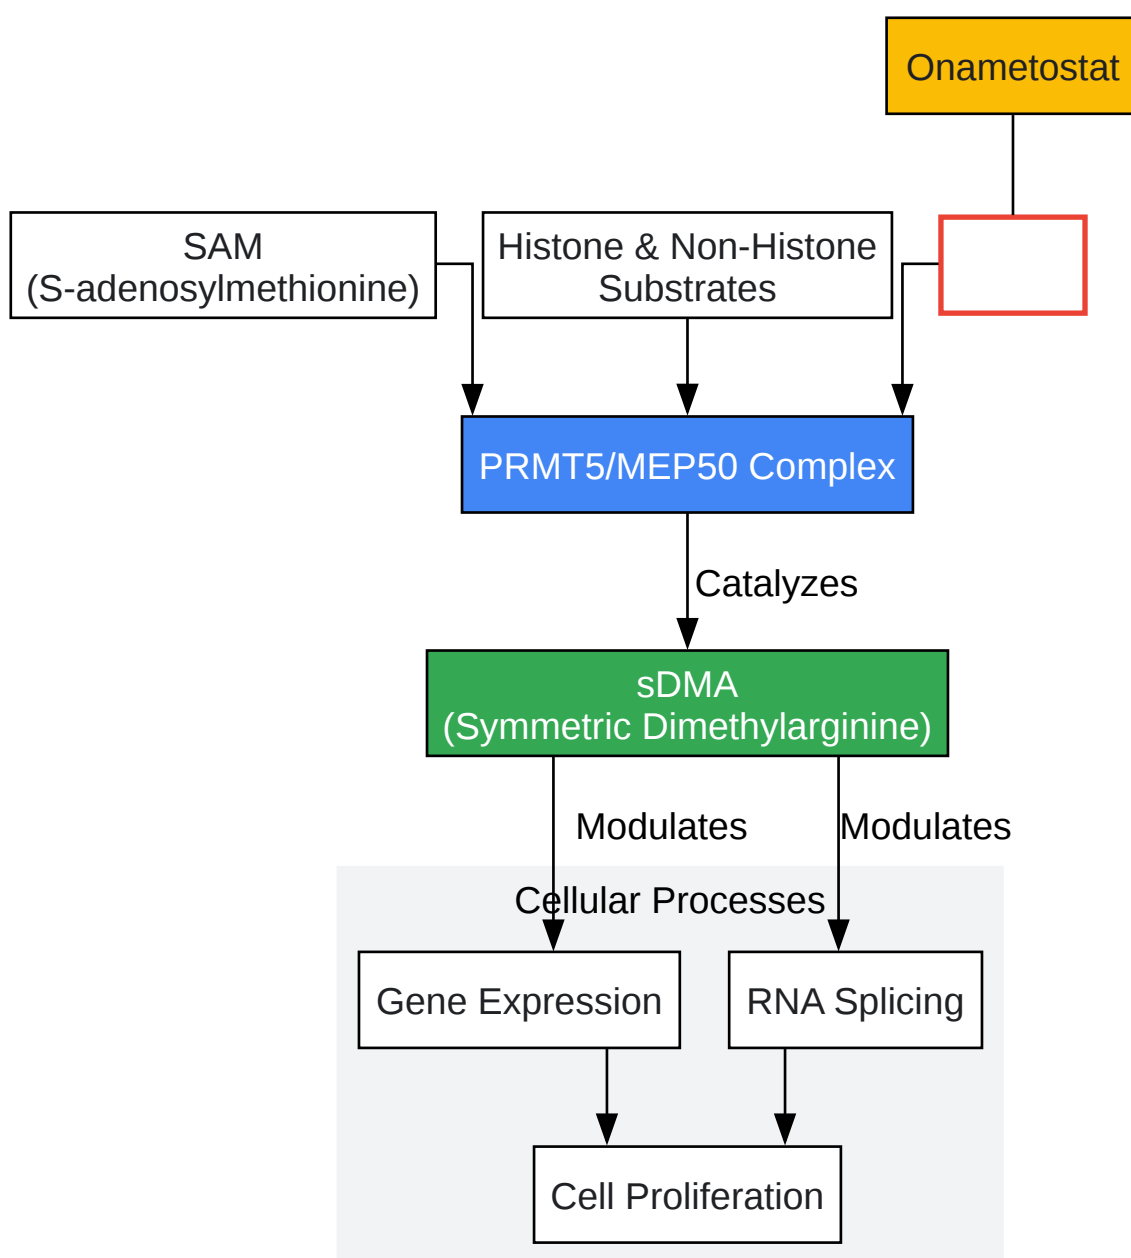 Onametostat
SAM
(S-adenosylmethionine)
Histone & Non-Histone
Substrates
PRMT5/MEP50 Complex
Catalyzes
sDMA
(Symmetric Dimethylarginine)
Modulates
Modulates
Cellular Processes
Gene Expression
RNA Splicing
Cell Proliferation